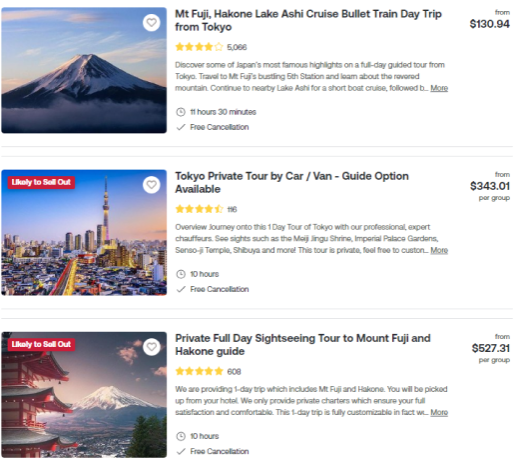 Mt Fuji, Hakone Lake Ashi Cruise Bullet Train Day Trip
from Tokyo
from
$130.94
5,066
Discover some of Japan's most famous highlights on a full-day guided tour from
Tokyo. Travel to Mt Fuji's bustling 5th Station and learn about the revered
mountain. Continue to nearby Lake Ashi for a short boat cruise, followed b... More
11 hours 30 minutes
Free Cancellation
Likely to Sell Out
Tokyo Private Tour by Car / Van - Guide Option
Available
from
$343.01
per group
116
Overview Journey onto this 1 Day Tour of Tokyo with our professional, expert
chauffeurs. See sights such as the Meiji Jingu Shrine, Imperial Palace Gardens,
Senso-ji Temple, Shibuya and more! This tour is private, feel free to custom... More
10 hours
Free Cancellation
Likely to Sell Out
Private Full Day Sightseeing Tour to Mount Fuji and
Hakone guide
from
$527.31
per group
608
We are providing 1-day trip which includes Mt Fuji and Hakone. You will be picked
up from your hotel. We only provide private charters which ensure your full
satisfaction and comfortable. This 1-day trip is fully customizable in fact wi... More
10 hours
Free Cancellation